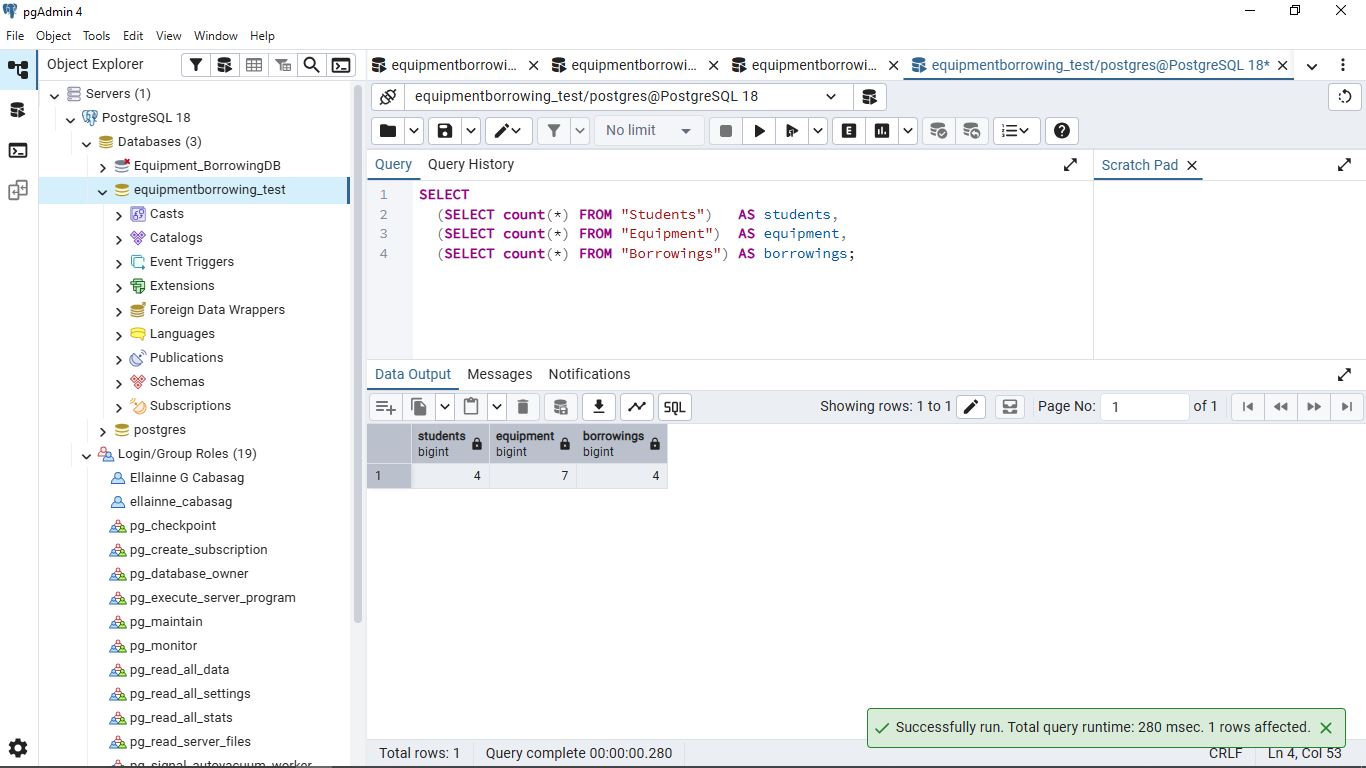 pgAdmin 4
File Object Tools Edit View Window Help
Object Explorer
equipmentborrowi...
equipmentborrowi...
equipmentborrowi...
equipmentborrowing_test/postgres@PostgreSQL 18*
Servers (1)
PostgreSQL 18
Databases (3)
Equipment_BorrowingDB
equipmentborrowing_test
Casts
Catalogs
Event Triggers
Extensions
Foreign Data Wrappers
Languages
Publications
Schemas
Subscriptions
postgres
Login/Group Roles (19)
Ellainne G Cabasag
ellainne_cabasag
pg_checkpoint
pg_create_subscription
pg_database_owner
pg_execute_server_program
pg_maintain
pg_monitor
pg_read_all_data
pg_read_all_settings
pg_read_all_stats
pg_read_server_files
pg_signal_autovacuum_worker
equipmentborrowing_test/postgres@PostgreSQL 18
No limit
E
Query Query History
Scratch Pad
1 SELECT
2 (SELECT count(*) FROM "Students") AS students,
3 (SELECT count(*) FROM "Equipment") AS equipment,
4 (SELECT count(*) FROM "Borrowings") AS borrowings;
Data Output Messages Notifications
SQL
Showing rows: 1 to 1
Page No: 1 of 1
students bigint
equipment bigint
borrowings bigint
1 4 7 4
Successfully run. Total query runtime: 280 msec. 1 rows affected.
Total rows: 1 Query complete 00:00:00.280 CRLF Ln 4, Col 53